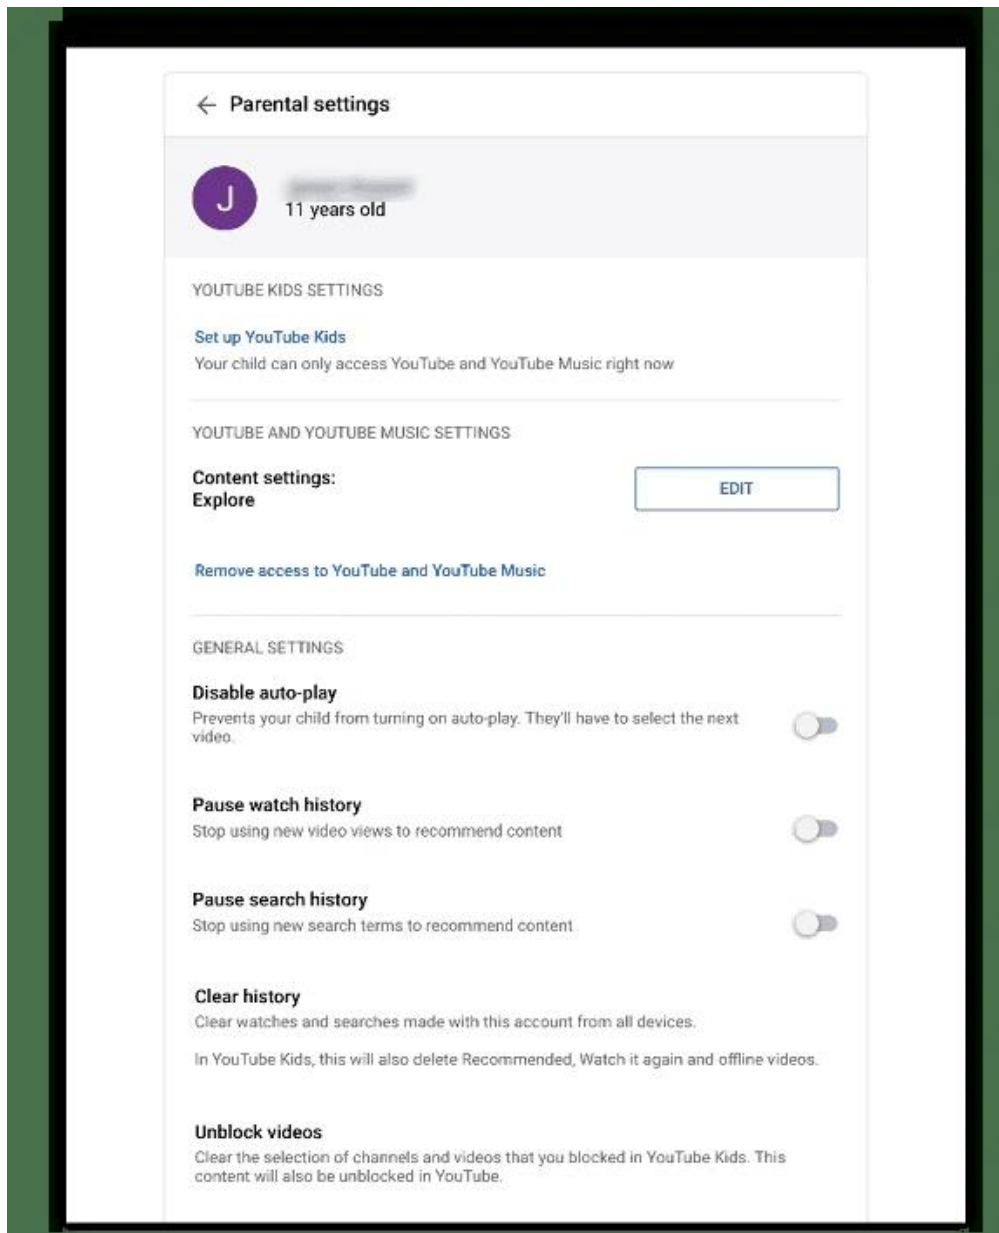 Parental settings
J
11 years old
YOUTUBE KIDS SETTINGS
Set up YouTube Kids
Your child can only access YouTube and YouTube Music right now
YOUTUBE AND YOUTUBE MUSIC SETTINGS
Content settings:
Explore
EDIT
Remove access to YouTube and YouTube Music
GENERAL SETTINGS
Disable auto-play
Prevents your child from turning on auto-play. They'll have to select the next
video.
Pause watch history
Stop using new video views to recommend content
Pause search history
Stop using new search terms to recommend content
Clear history
Clear watches and searches made with this account from all devices.
In YouTube Kids, this will also delete Recommended, Watch it again and offline videos.
Unblock videos
Clear the selection of channels and videos that you blocked in YouTube Kids. This
content will also be unblocked in YouTube.